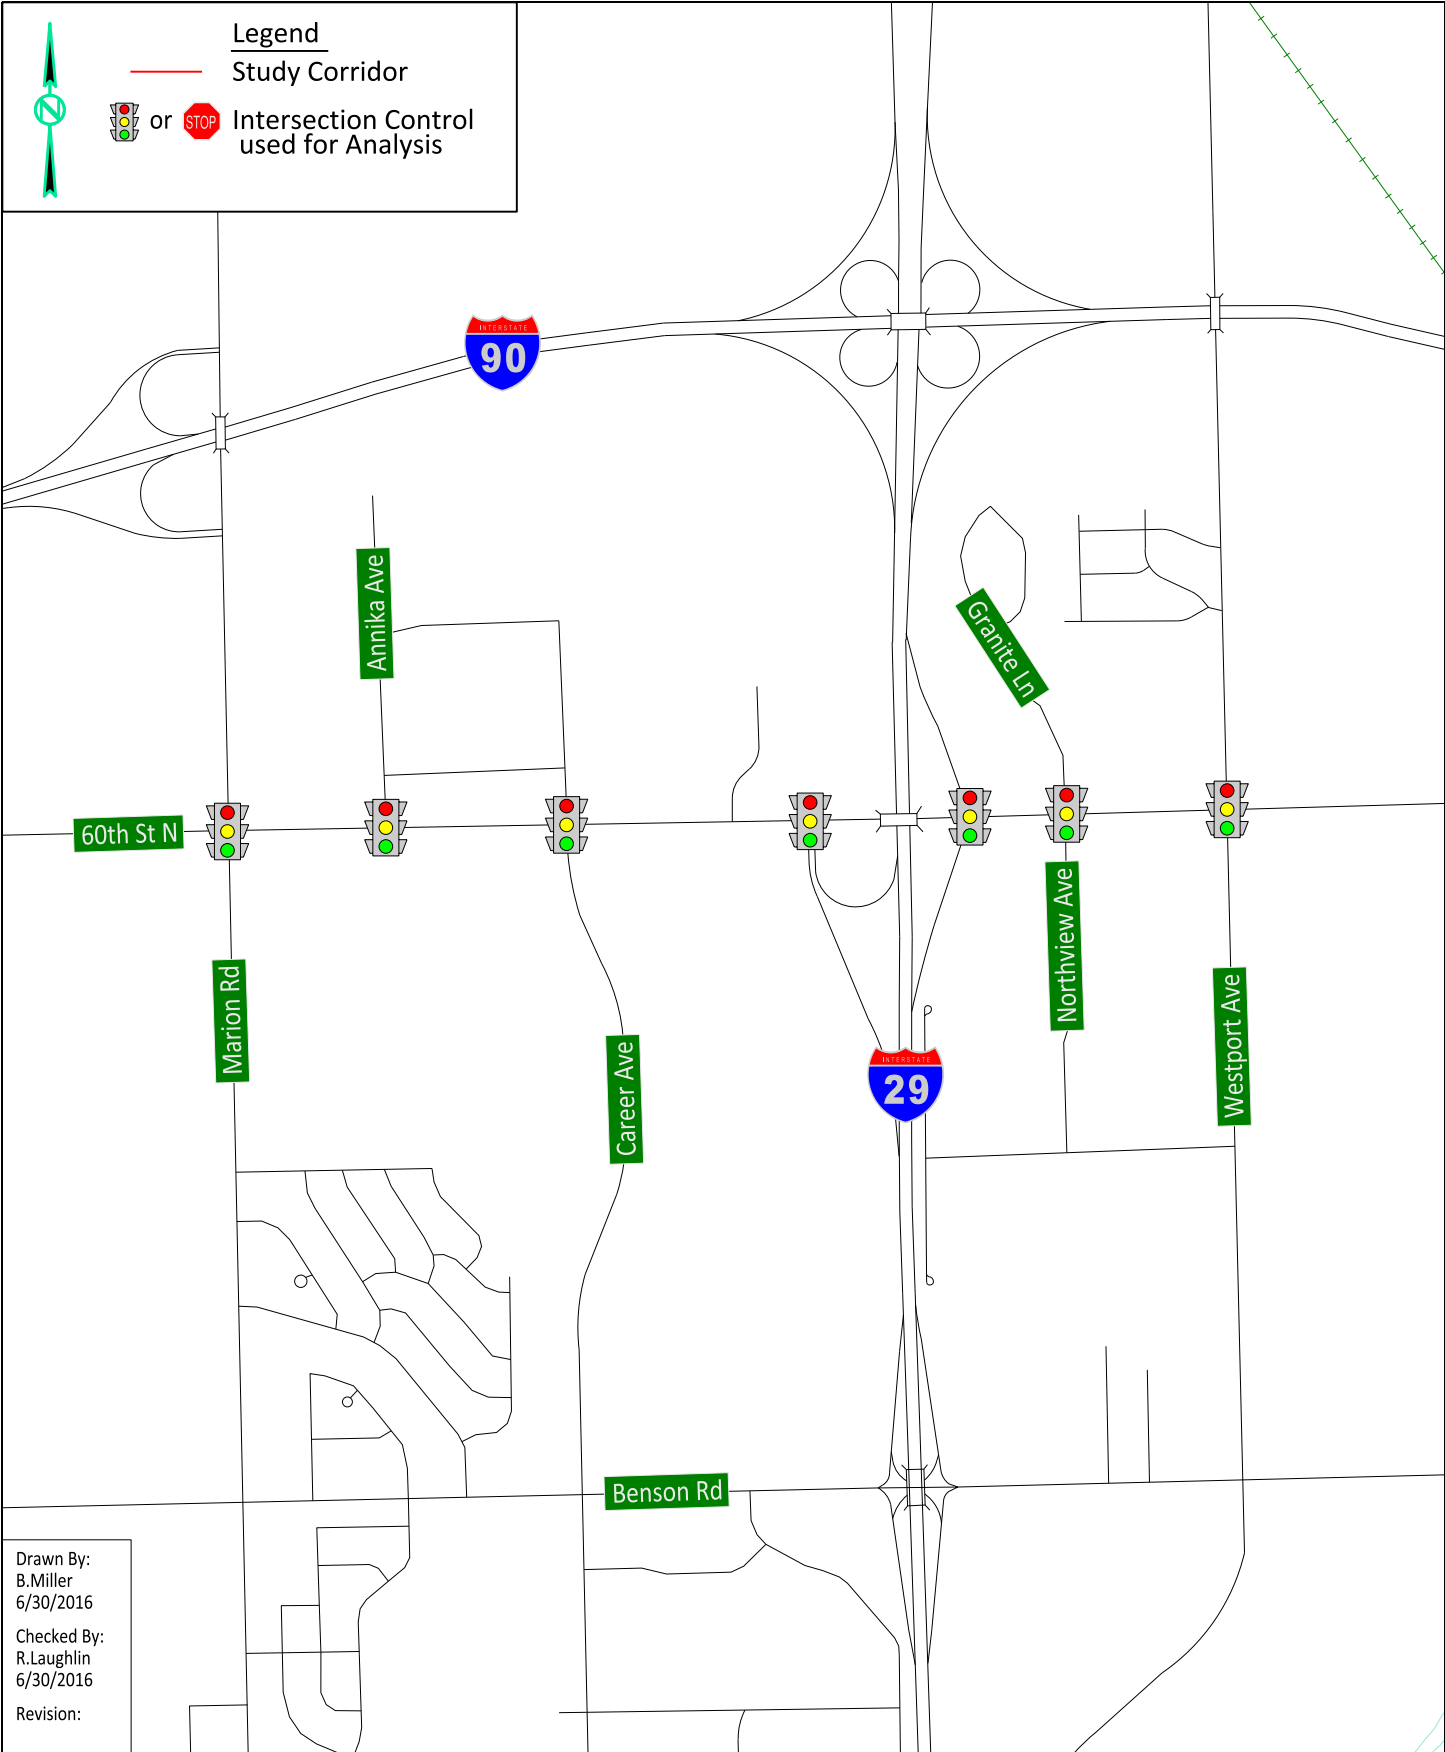 Legend
Study Corridor
or STOP Intersection Control
used for Analysis
N
INTERSTATE
90
Annika Ave
Granite Ln
60th St N
Northview Ave
Marion Rd
Westport Ave
Career Ave
INTERSTATE
29
Benson Rd
Drawn By:
B.Miller
6/30/2016
Checked By:
R.Laughlin
6/30/2016
Revision: